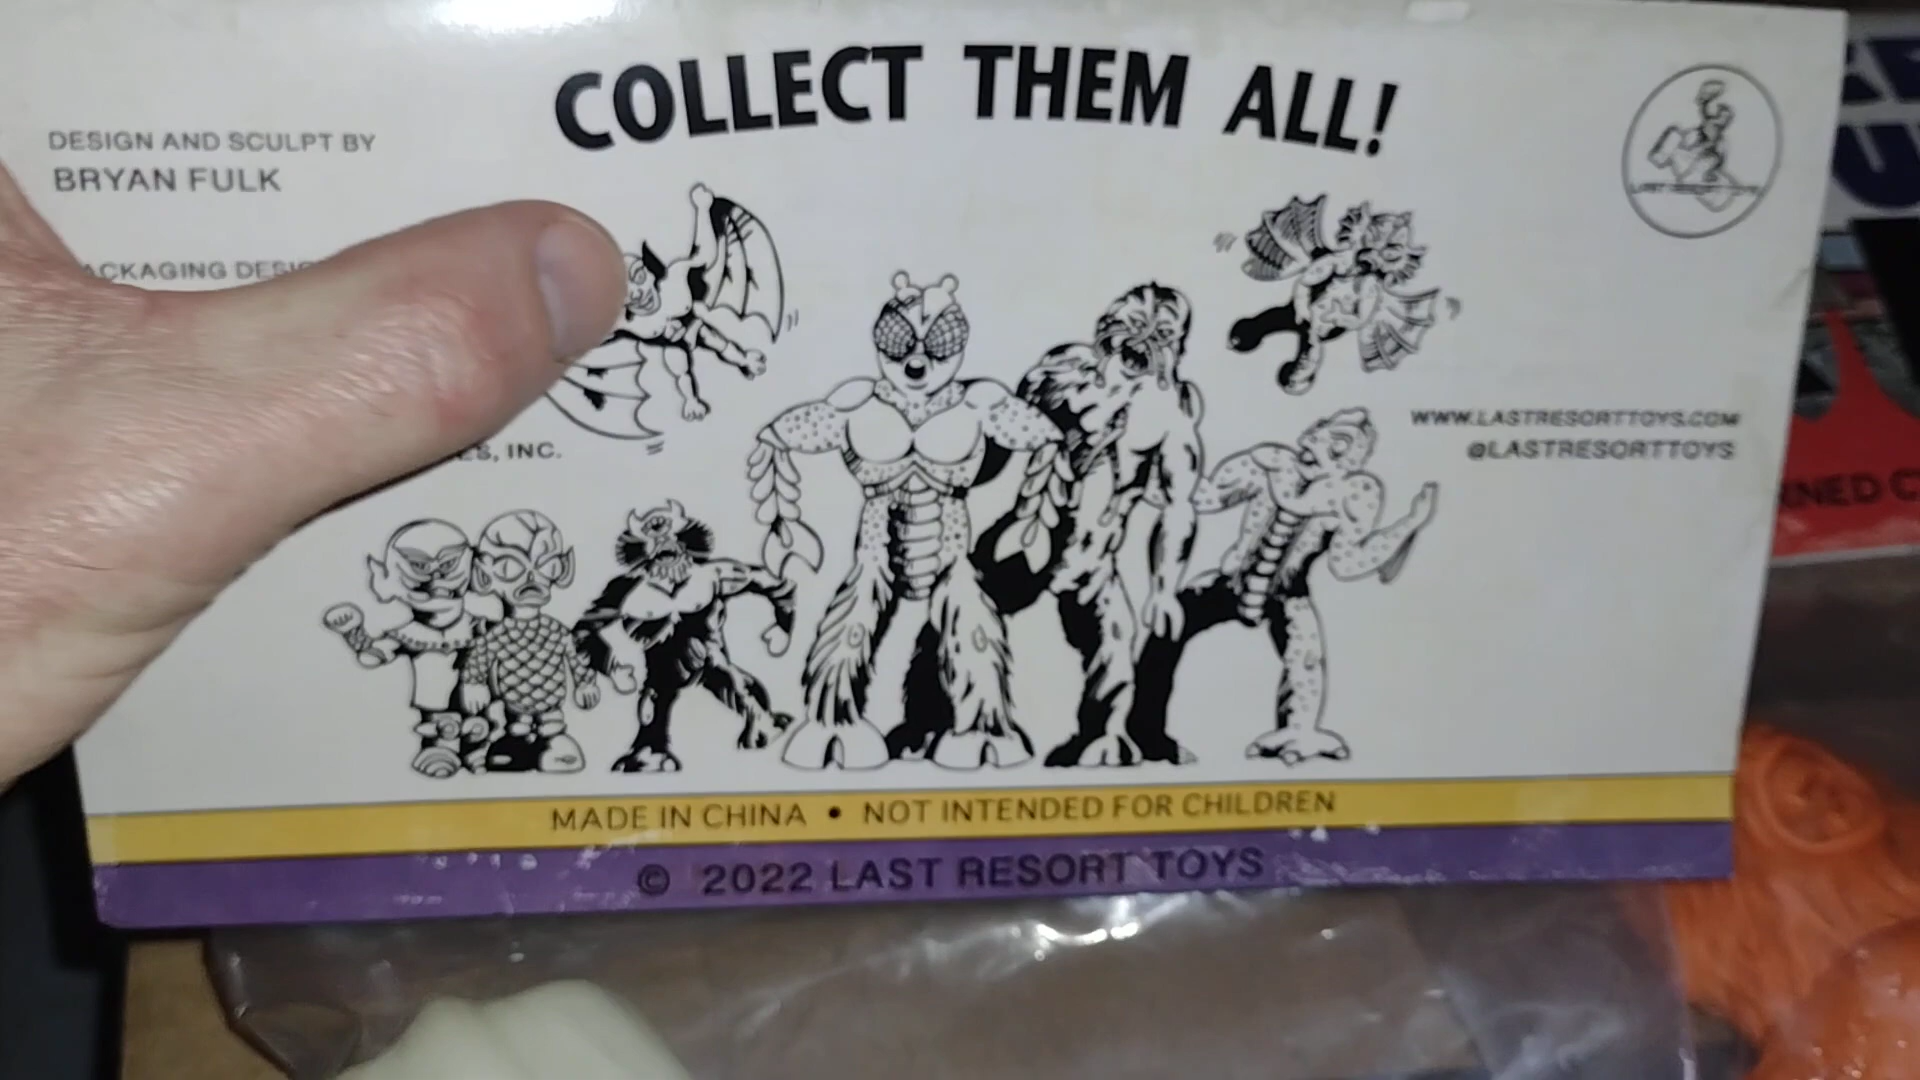 COLLECT THEM ALL!
DESIGN AND SCULPT BY
BRYAN FULK
S, INC.
WWW.LASTRESORTTOYS.COM
@LASTRESORTTOYS
MADE IN CHINA • NOT INTENDED FOR CHILDREN
© 2022 LAST RESORT TOYS